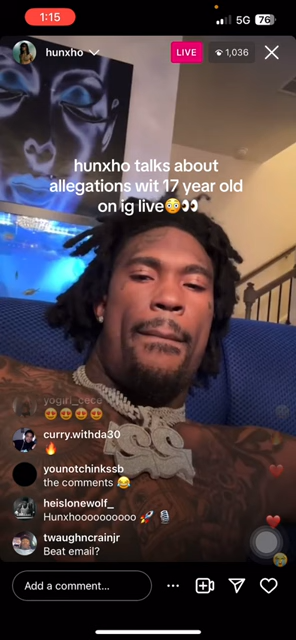 1:15
5G 76
hunxho
LIVE
1,036
hunxho talks about
allegations wit 17 year old
on ig live😳👀
yogirl_cece
😍😍😍😍
curry.withda30
🔥
younotchinkssb
the comments 😂
heislonewolf_
Hunxhoooooooooo 🚀 🎙️
twaughncrainjr
Beat email?
Add a comment...